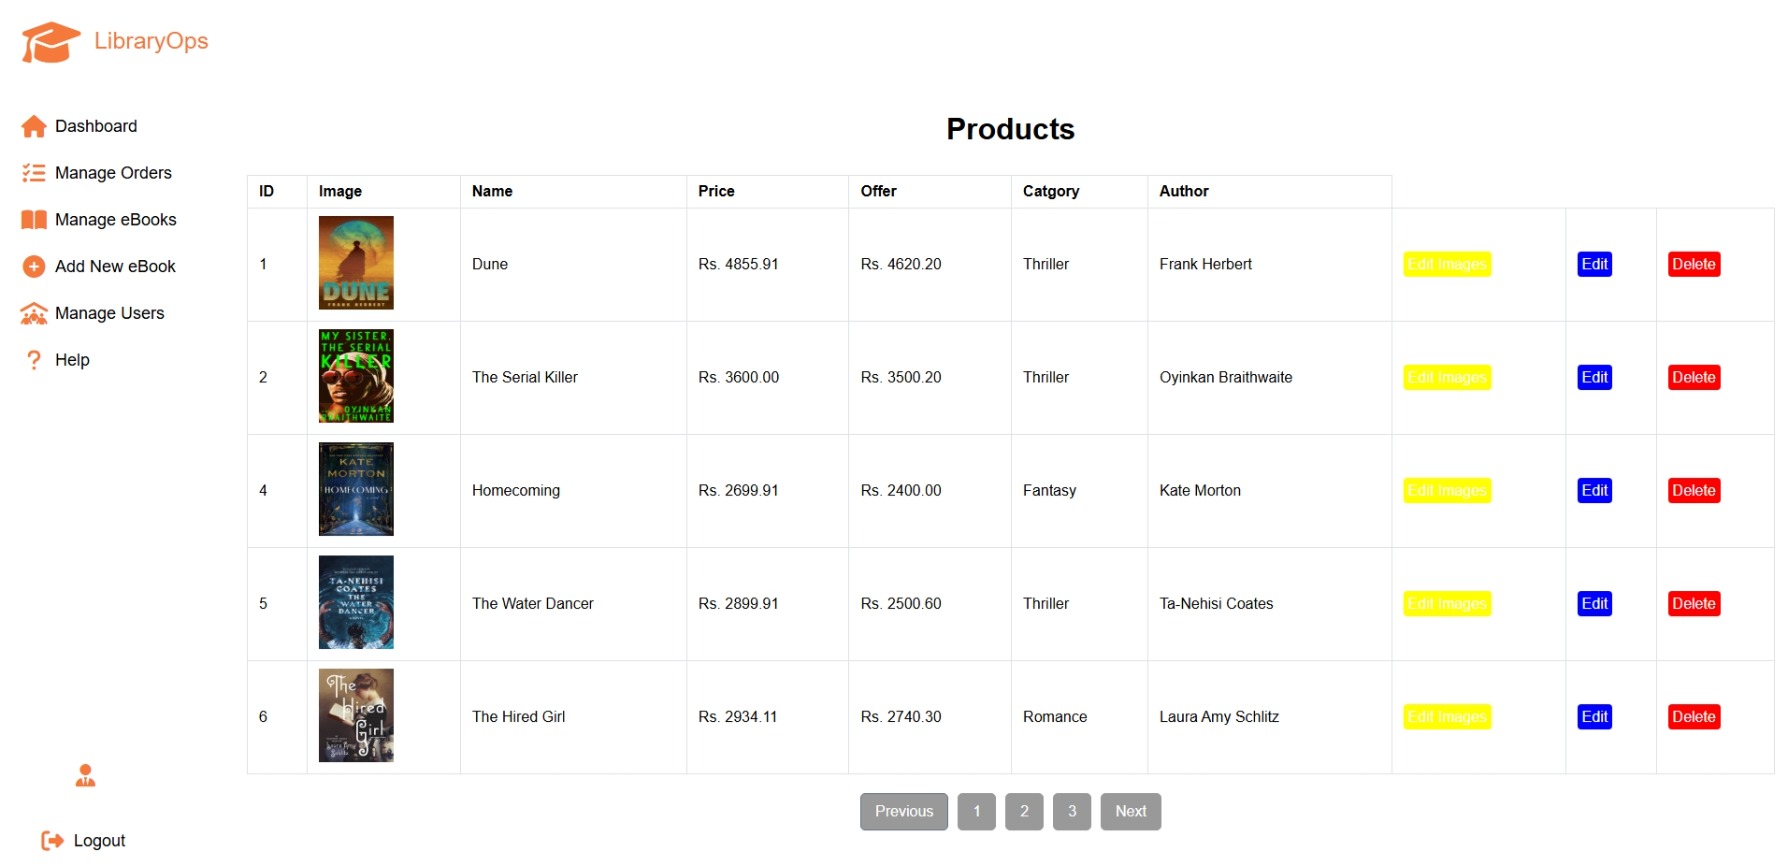 LibraryOps
Dashboard
Manage Orders
Manage eBooks
Add New eBook
Manage Users
Help
Logout
Products
ID Image Name Price Offer Catgory Author
DUNE
FRANK HERBERT
1 Dune Rs. 4855.91 Rs. 4620.20 Thriller Frank Herbert Edit Images Edit Delete
MY SISTER,
THE SERIAL
KILLER
OYINKAN
BRAITHWAITE
2 The Serial Killer Rs. 3600.00 Rs. 3500.20 Thriller Oyinkan Braithwaite Edit Images Edit Delete
KATE
MORTON
HOMECOMING
4 Homecoming Rs. 2699.91 Rs. 2400.00 Fantasy Kate Morton Edit Images Edit Delete
TA-NEHISI
COATES
THE
WATER
DANCER
5 The Water Dancer Rs. 2899.91 Rs. 2500.60 Thriller Ta-Nehisi Coates Edit Images Edit Delete
The
Hired
Girl
Laura Amy
Schlitz
6 The Hired Girl Rs. 2934.11 Rs. 2740.30 Romance Laura Amy Schlitz Edit Images Edit Delete
Previous 1 2 3 Next